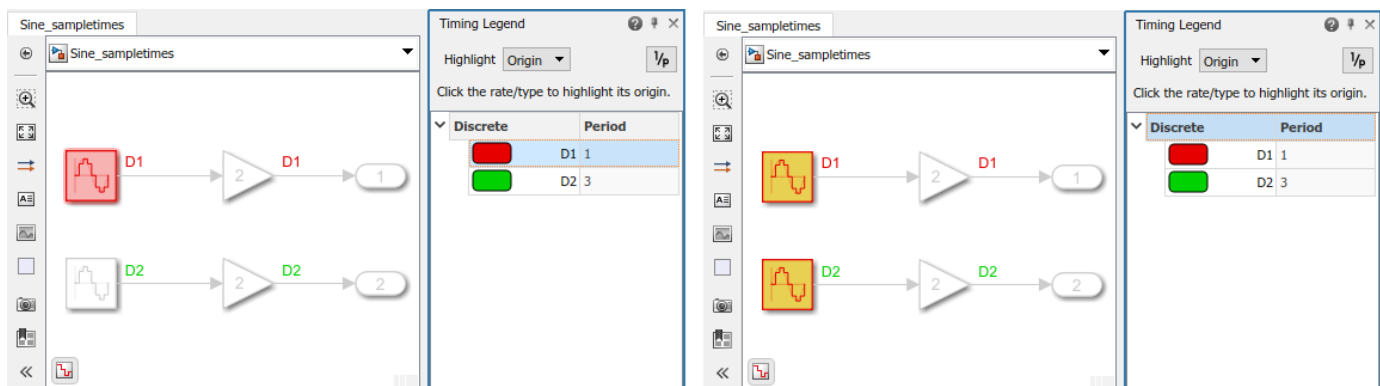 Sine_sampletimes
Sine_sampletimes
D1
D1
2
1
D2
D2
2
2
Timing Legend
Highlight Origin 1/P
Click the rate/type to highlight its origin.
Discrete Period
D1 1
D2 3
Sine_sampletimes
Sine_sampletimes
D1
D1
2
1
D2
D2
2
2
Timing Legend
Highlight Origin 1/P
Click the rate/type to highlight its origin.
Discrete Period
D1 1
D2 3